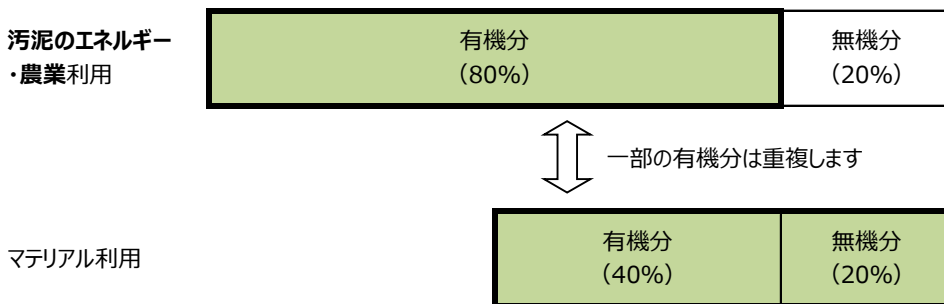 汚泥のエネルギー
・農業利用
有機分
(80%)
無機分
(20%)
一部の有機分は重複します
マテリアル利用
有機分
(40%)
無機分
(20%)